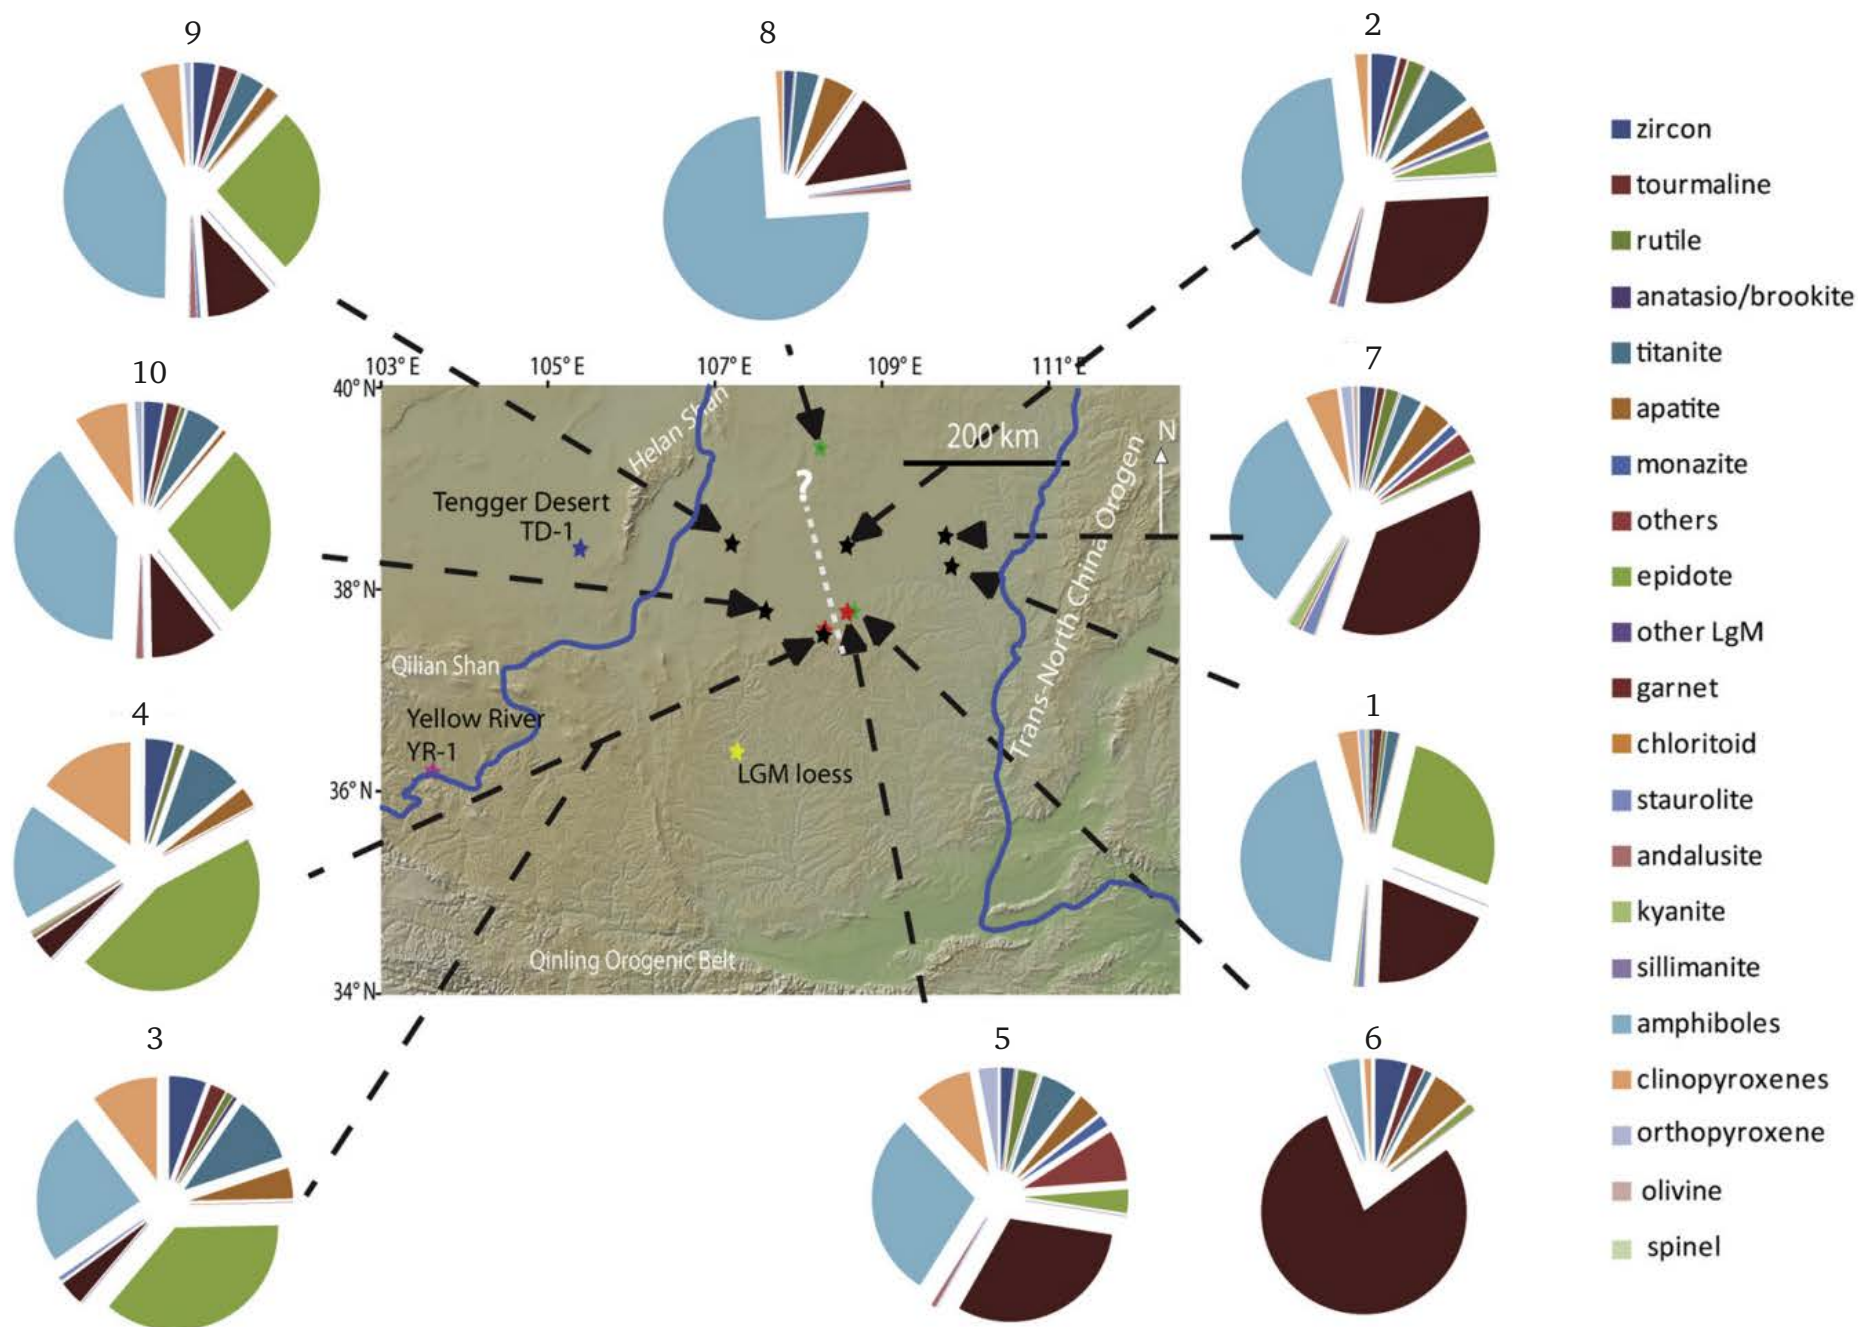 9
8
2
10
7
4
1
3
5
6
103° E
105° E
107° E
109° E
111° E
40° N
38° N
36° N
34° N
Helan Shan
200 km
N
?
Tengger Desert
TD-1
Trans-North China Orogen
Qilian Shan
Yellow River
YR-1
LGM loess
Qinling Orogenic Belt
zircon
tourmaline
rutile
anatasio/brookite
titanite
apatite
monazite
others
epidote
other LgM
garnet
chloritoid
staurolite
andalusite
kyanite
sillimanite
amphiboles
clinopyroxenes
orthopyroxene
olivine
spinel